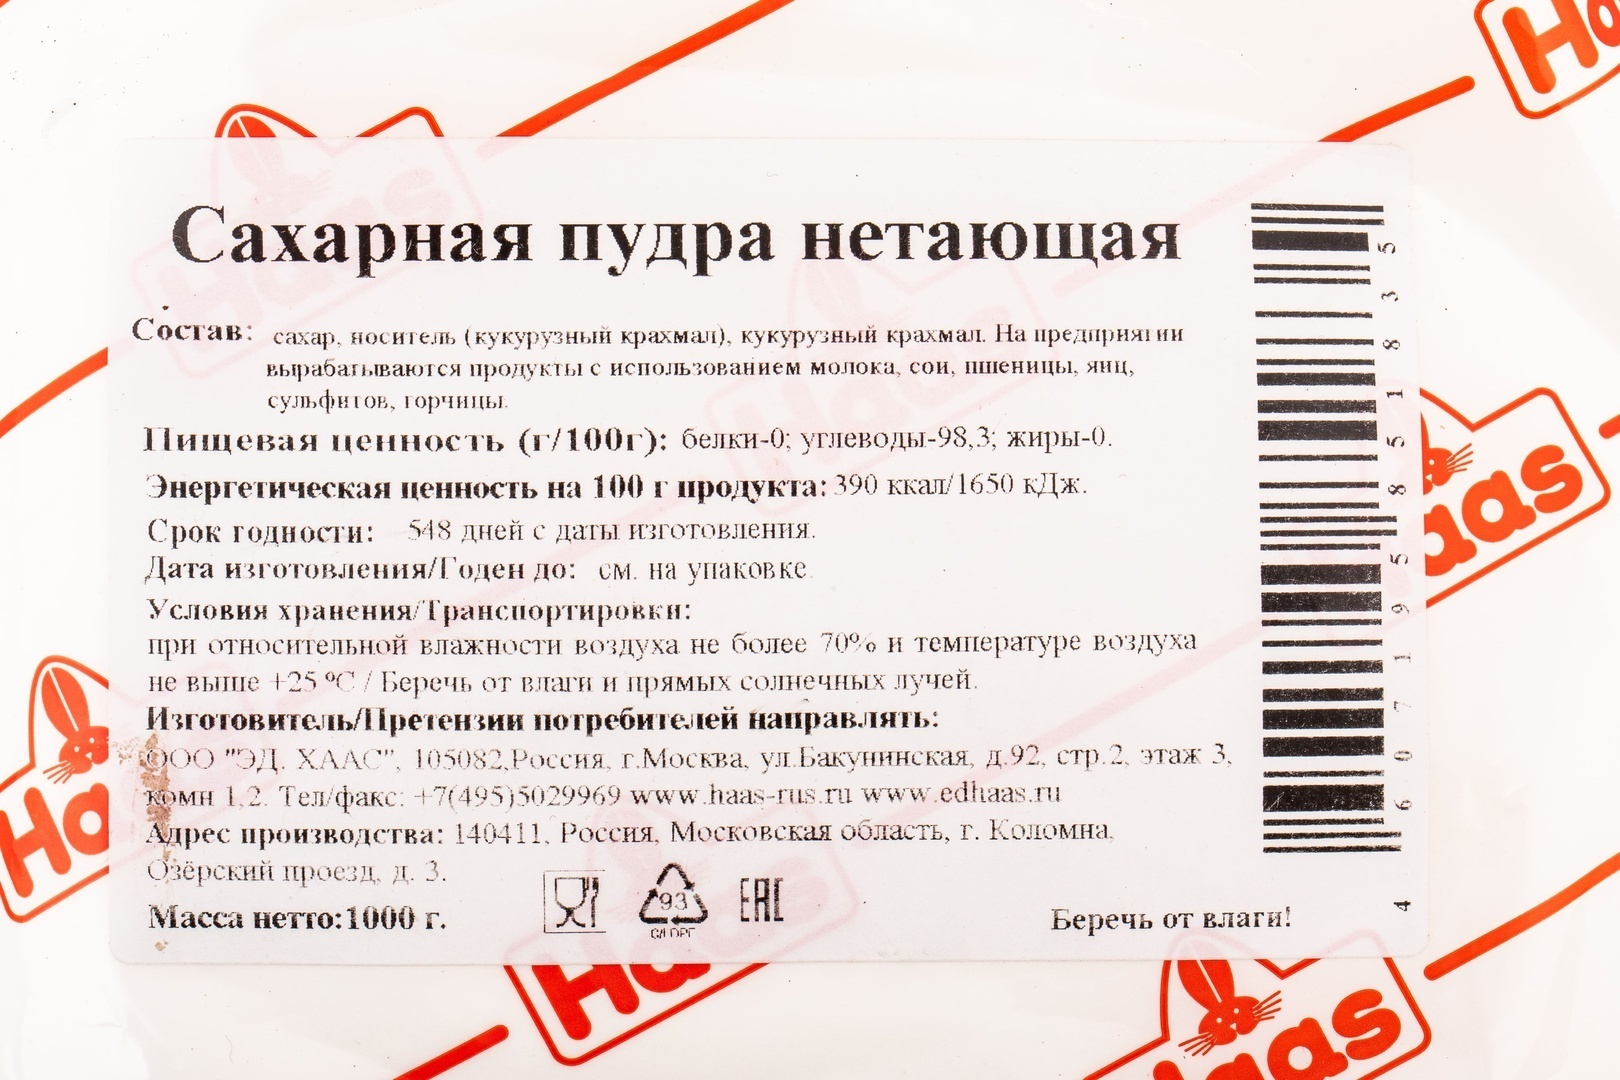 Haas
Haas
Сахарная пудра нетающая
Состав: сахар, носитель (кукурузный крахмал), кукурузный крахмал. На предприятии
вырабатываются продукты с использованием молока, сои, пшеницы, яиц,
сульфитов, горчицы.
Пищевая ценность (г/100г): белки-0; углеводы-98,3; жиры-0.
Энергетическая ценность на 100 г продукта: 390 ккал/1650 кДж.
Срок годности: 548 дней с даты изготовления.
Дата изготовления/Годен до: см. на упаковке.
Условия хранения/Транспортировки:
при относительной влажности воздуха не более 70% и температуре воздуха
не выше +25 °С / Беречь от влаги и прямых солнечных лучей.
Изготовитель/Претензии потребителей направлять:
ООО "ЭД. ХААС", 105082,Россия, г.Москва, ул.Бакунинская, д.92, стр.2, этаж 3,
комн 1,2. Тел/факс: +7(495)5029969 www.haas-rus.ru www.edhaas.ru
Адрес производства: 140411, Россия, Московская область, г. Коломна,
Озёрский проезд, д. 3.
Масса нетто:1000 г.
93
EAC
Беречь от влаги!
4 607195 851835
Haas
Haas
Haas
Haas